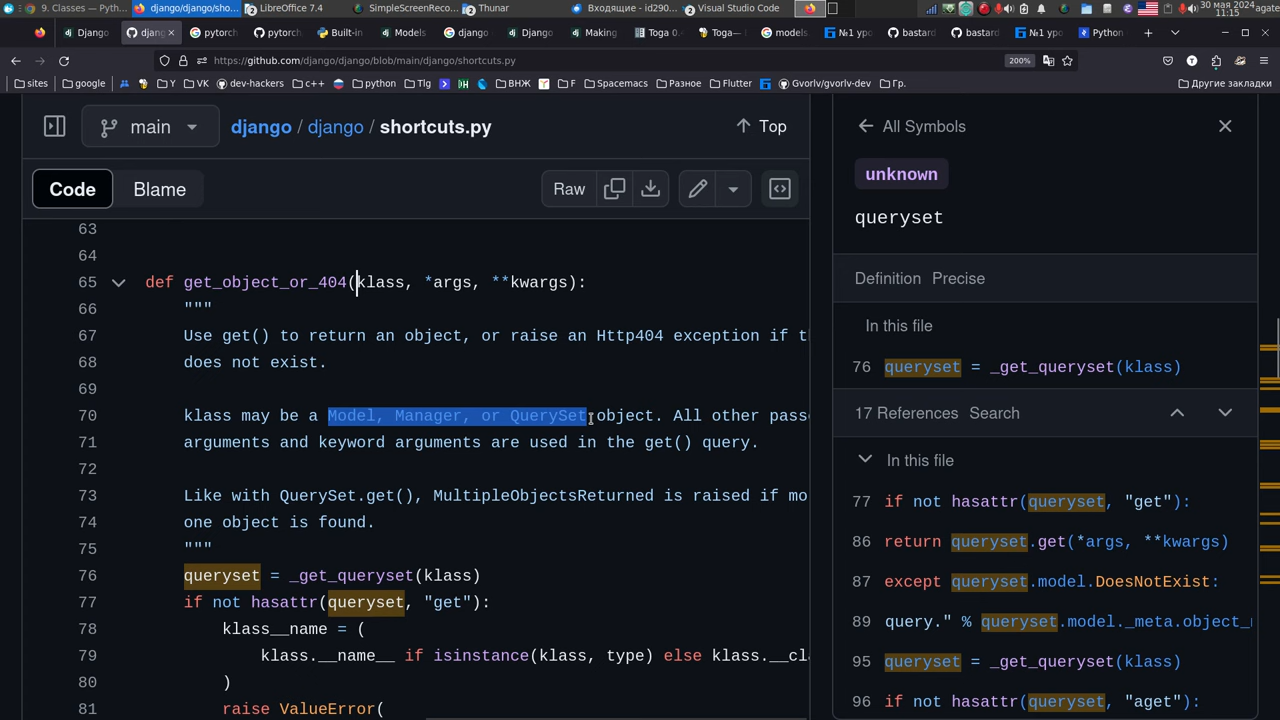 9. Classes — Pyth...
django/django/sho...
LibreOffice 7.4
SimpleScreenReco...
Thunar
Входящие - id290...
Visual Studio Code
30 мая 2024
11:15
agate
Django
djang
pytorch
pytorch
Built-in
Models
django
Django
Making
Toga 0.
Toga—
models
№1 уро
bastard
bastard
№1 уро
Python
https://github.com/django/django/blob/main/django/shortcuts.py
200%
sites
google
Y
VK
dev-hackers
c++
python
Tlg
ВНЖ
F
Spacemacs
Разное
Flutter
Gvorlv/gvorlv-dev
Гр.
Другие закладки
main
django / django / shortcuts.py
Top
Code
Blame
Raw
63
64
65 def get_object_or_404(klass, *args, **kwargs):
66 """
67 Use get() to return an object, or raise an Http404 exception if t
68 does not exist.
69
70 klass may be a Model, Manager, or QuerySet object. All other pass
71 arguments and keyword arguments are used in the get() query.
72
73 Like with QuerySet.get(), MultipleObjectsReturned is raised if mo
74 one object is found.
75 """
76 queryset = _get_queryset(klass)
77 if not hasattr(queryset, "get"):
78 klass__name = (
79 klass.__name__ if isinstance(klass, type) else klass.__cl
80 )
81 raise ValueError(
All Symbols
unknown
queryset
Definition Precise
In this file
76 queryset = _get_queryset(klass)
17 References Search
In this file
77 if not hasattr(queryset, "get"):
86 return queryset.get(*args, **kwargs)
87 except queryset.model.DoesNotExist:
89 query." % queryset.model._meta.object_
95 queryset = _get_queryset(klass)
96 if not hasattr(queryset, "aget"):